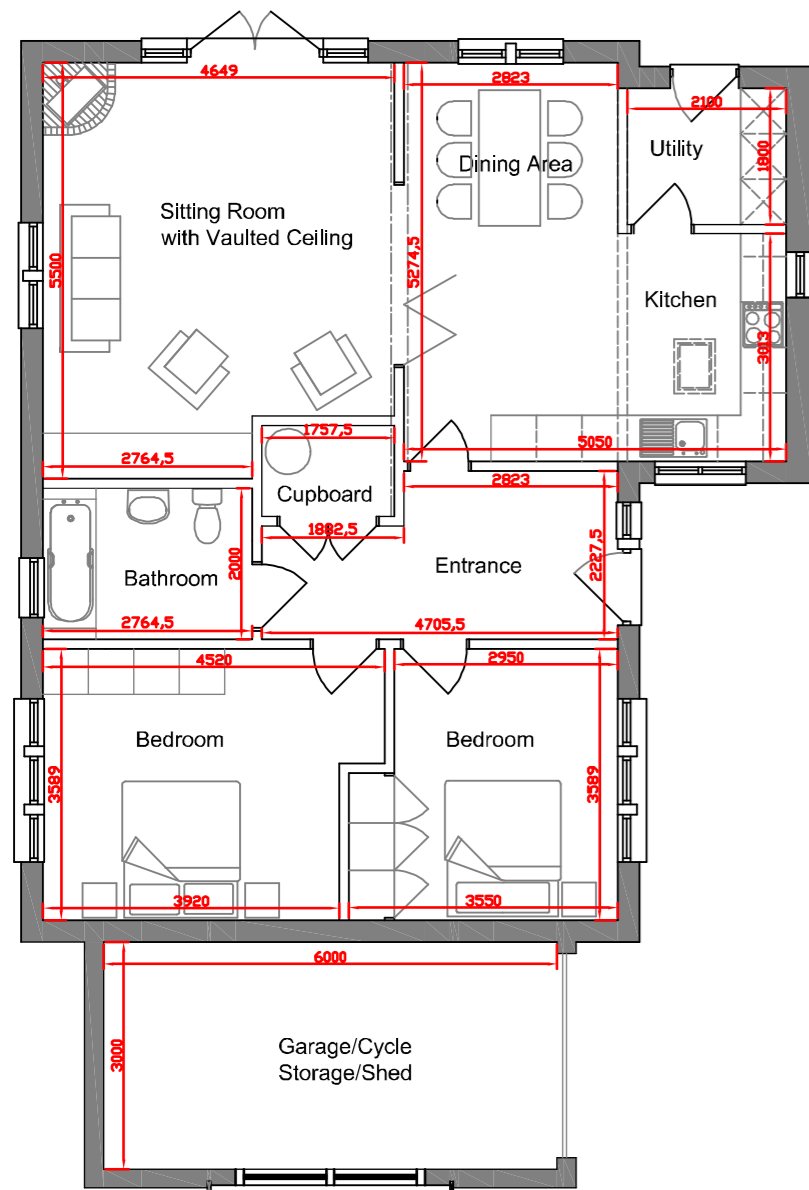 4649
2823
2100
Utility
1800
Dining Area
Sitting Room
with Vaulted Ceiling
5500
5274,5
Kitchen
3013
1757,5
5050
2764,5
2823
Cupboard
1882,5
2227,5
Entrance
Bathroom
2000
2764,5
4705,5
4520
2950
Bedroom
Bedroom
3589
3589
3920
3550
6000
3000
Garage/Cycle
Storage/Shed